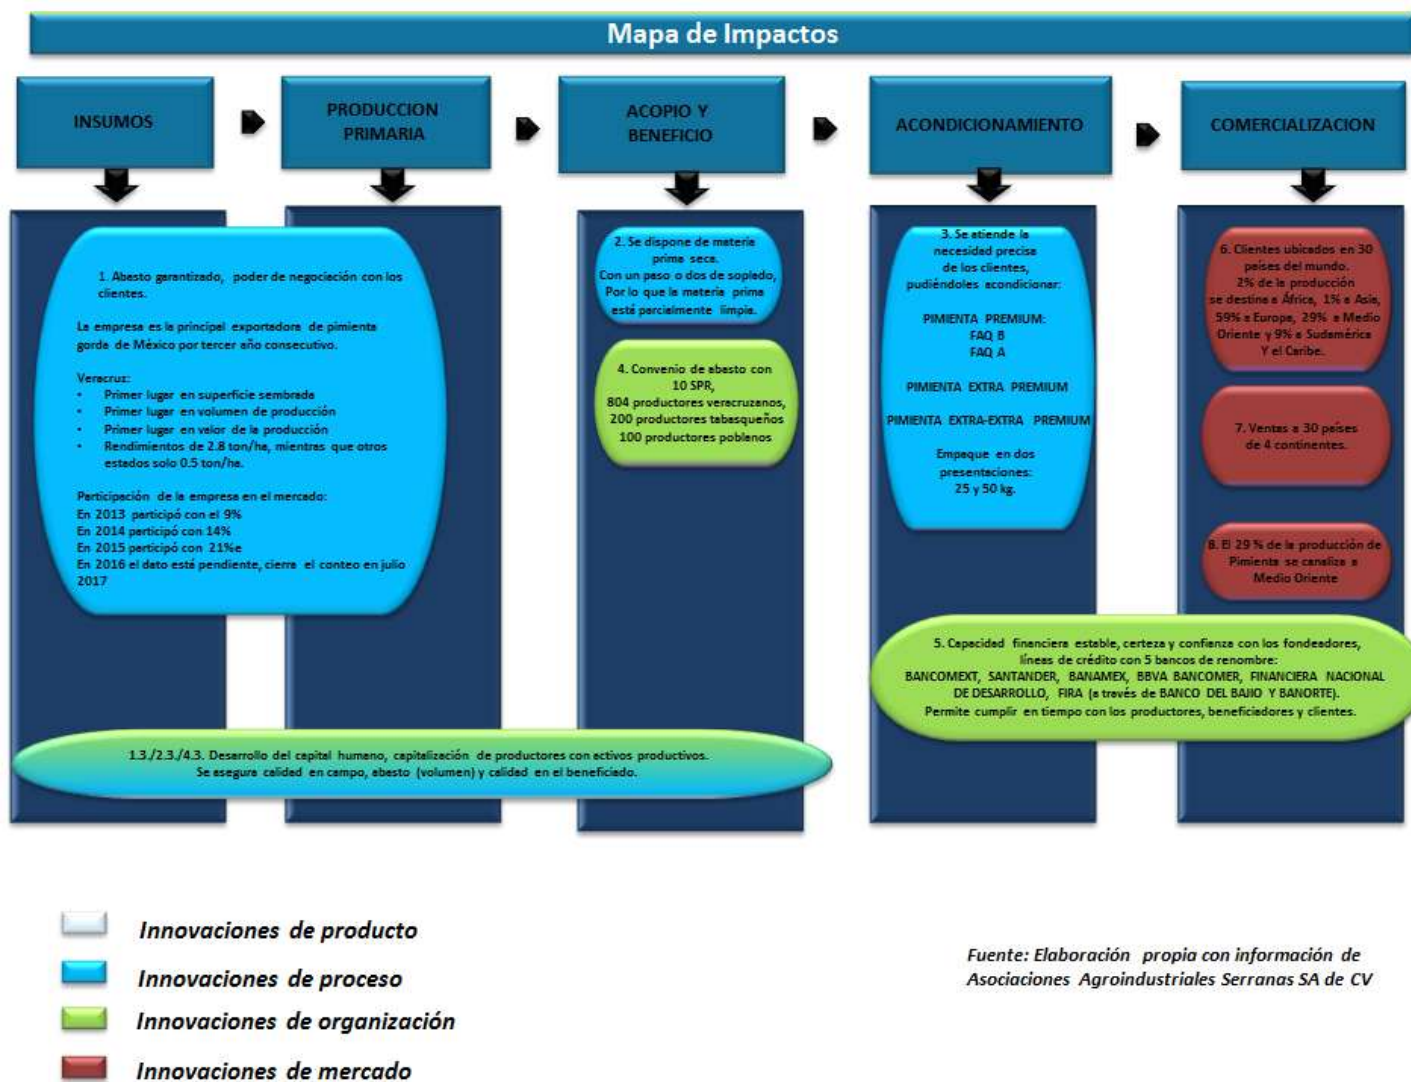 Mapa de Impactos
INSUMOS
PRODUCCION
PRIMARIA
ACOPIO Y
BENEFICIO
ACONDICIONAMIENTO
COMERCIALIZACION
1. Abasto garantizado, poder de negociación con los
clientes.
La empresa es la principal exportadora de pimienta
gorda de México por tercer año consecutivo.
Veracruz:
• Primer lugar en superficie sembrada
• Primer lugar en volumen de producción
• Primer lugar en valor de la producción
• Rendimientos de 2.8 ton/ha, mientras que otros
estados solo 0.5 ton/ha.
Participación de la empresa en el mercado:
En 2013 participó con el 9%
En 2014 participó con 14%
En 2015 participó con 21%e
En 2016 el dato está pendiente, cierra el conteo en julio
2017
2. Se dispone de materia
prima seca.
Con un paso o dos de soplado,
Por lo que la materia prima
está parcialmente limpia.
4. Convenio de abasto con
10 SPR,
804 productores veracruzanos,
200 productores tabasqueños
100 productores poblanos
3. Se atiende la
necesidad precisa
de los clientes,
pudiéndoles acondicionar:
PIMIENTA PREMIUM:
FAQ B
FAQ A
PIMIENTA EXTRA PREMIUM
PIMIENTA EXTRA-EXTRA PREMIUM
Empaque en dos
presentaciones:
25 y 50 kg.
6. Clientes ubicados en 30
países del mundo.
2% de la producción
se destina a África, 1% a Asia,
59% a Europa, 29% a Medio
Oriente y 9% a Sudamérica
Y el Caribe.
7. Ventas a 30 países
de 4 continentes.
8. El 29 % de la producción de
Pimienta se canaliza a
Medio Oriente
5. Capacidad financiera estable, certeza y confianza con los fondeadores,
líneas de crédito con 5 bancos de renombre:
BANCOMEXT, SANTANDER, BANAMEX, BBVA BANCOMER, FINANCIERA NACIONAL
DE DESARROLLO, FIRA (a través de BANCO DEL BAJIO Y BANORTE).
Permite cumplir en tiempo con los productores, beneficiadores y clientes.
1.3./2.3./4.3. Desarrollo del capital humano, capitalización de productores con activos productivos.
Se asegura calidad en campo, abasto (volumen) y calidad en el beneficiado.
Innovaciones de producto
Innovaciones de proceso
Innovaciones de organización
Innovaciones de mercado
Fuente: Elaboración propia con información de
Asociaciones Agroindustriales Serranas SA de CV